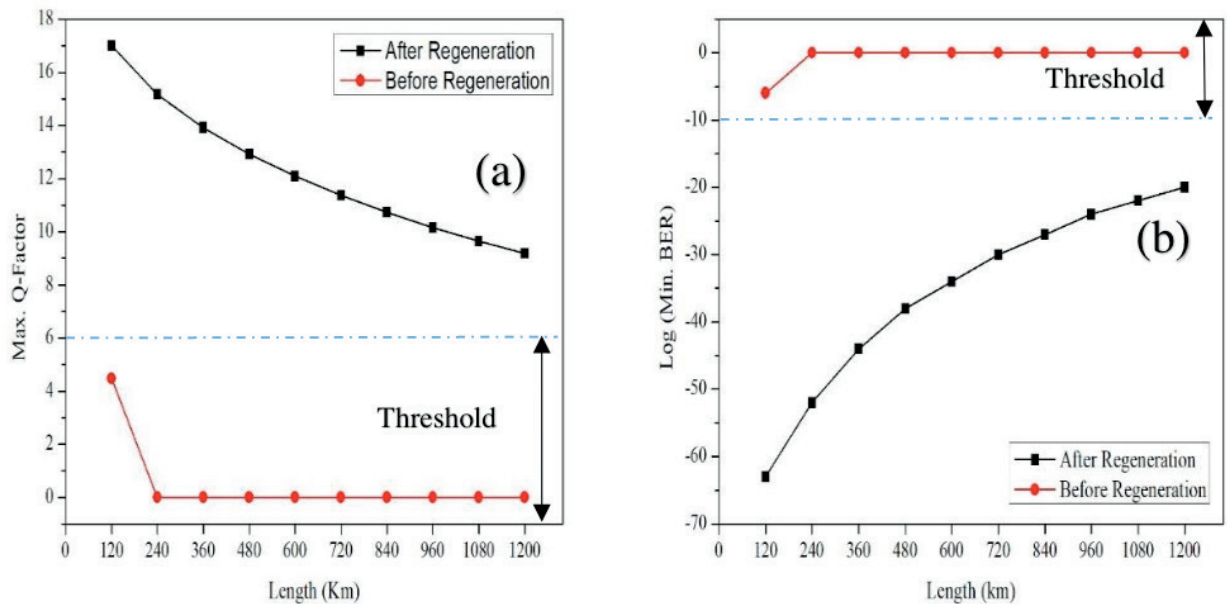 18
16
14
12
10
8
6
4
2
0
Max. Q-Factor
After Regeneration
Before Regeneration
(a)
Threshold
0 120 240 360 480 600 720 840 960 1080 1200
Length (Km)
0
-10
-20
-30
-40
-50
-60
-70
Log (Min. BER)
Threshold
(b)
After Regeneration
Before Regeneration
0 120 240 360 480 600 720 840 960 1080 1200
Length (km)